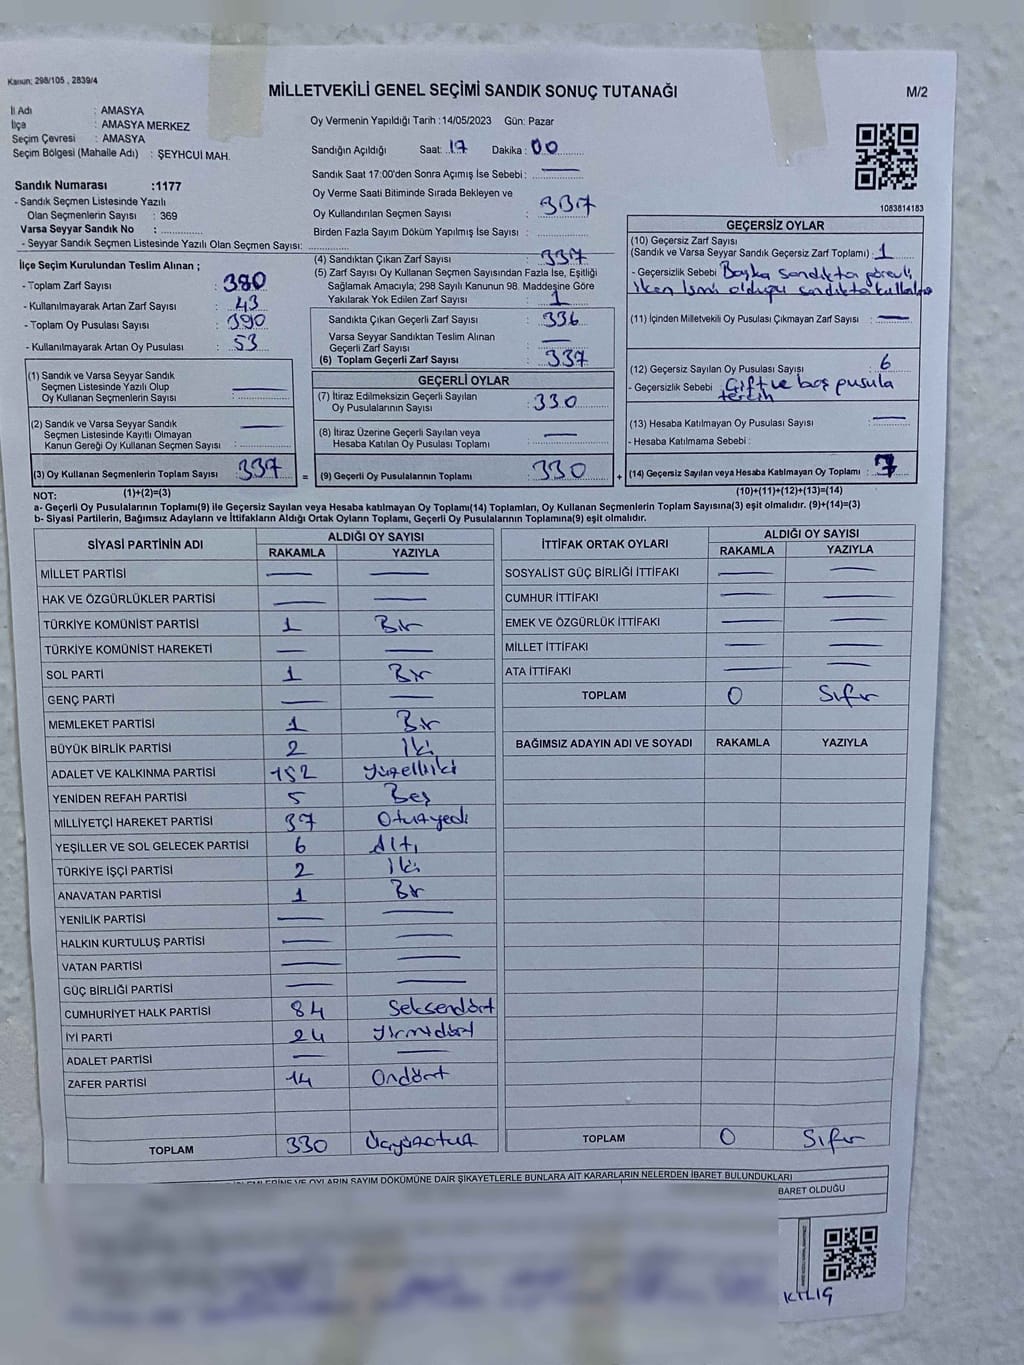 Kanun: 298/105 , 2839/4
MİLLETVEKİLİ GENEL SEÇİMİ SANDIK SONUÇ TUTANAĞI
M/2
İl Adı : AMASYA
İlçe : AMASYA MERKEZ
Seçim Çevresi : AMASYA
Seçim Bölgesi (Mahalle Adı) : ŞEYHCUİ MAH.
Sandık Numarası :1177
- Sandık Seçmen Listesinde Yazılı
Olan Seçmenlerin Sayısı : 369
Varsa Seyyar Sandık No : ..............
- Seyyar Sandık Seçmen Listesinde Yazılı Olan Seçmen Sayısı: ..............
İlçe Seçim Kurulundan Teslim Alınan ;
- Toplam Zarf Sayısı : 380
- Kullanılmayarak Artan Zarf Sayısı : 43
- Toplam Oy Pusulası Sayısı : 390
- Kullanılmayarak Artan Oy Pusulası : 53
Oy Vermenin Yapıldığı Tarih :14/05/2023 Gün: Pazar
Sandığın Açıldığı Saat: 17 Dakika : 00
Sandık Saat 17:00'den Sonra Açımış İse Sebebi : —
Oy Verme Saati Bitiminde Sırada Bekleyen ve
Oy Kullandırılan Seçmen Sayısı : 337
Birden Fazla Sayım Döküm Yapılmış İse Sayısı : ..............
(4) Sandıktan Çıkan Zarf Sayısı : 337
(5) Zarf Sayısı Oy Kullanan Seçmen Sayısından Fazla İse, Eşitliği
Sağlamak Amacıyla; 298 Sayılı Kanunun 98. Maddesine Göre
Yakılarak Yok Edilen Zarf Sayısı : 1
Sandıkta Çıkan Geçerli Zarf Sayısı : 336
Varsa Seyyar Sandıktan Teslim Alınan
Geçerli Zarf Sayısı : —
(6) Toplam Geçerli Zarf Sayısı : 337
1083814183
GEÇERSİZ OYLAR
(10) Geçersiz Zarf Sayısı
(Sandık ve Varsa Seyyar Sandık Geçersiz Zarf Toplamı) : 1
- Geçersizlik Sebebi : Başka sandıkta görevli
iken ismi olduğu sandıkta
(11) İçinden Milletvekili Oy Pusulası Çıkmayan Zarf Sayısı : —
(12) Geçersiz Sayılan Oy Pusulası Sayısı : 6
- Geçersizlik Sebebi : Çift ve boş pusula
tercih
(13) Hesaba Katılmayan Oy Pusulası Sayısı : —
- Hesaba Katılmama Sebebi :
(14) Geçersiz Sayılan veya Hesaba Katılmayan Oy Toplamı : 7
(10)+(11)+(12)+(13)=(14)
(1) Sandık ve Varsa Seyyar Sandık
Seçmen Listesinde Yazılı Olup
Oy Kullanan Seçmenlerin Sayısı : —
(2) Sandık ve Varsa Seyyar Sandık
Seçmen Listesinde Kayıtlı Olmayan
Kanun Gereği Oy Kullanan Seçmen Sayısı : —
(3) Oy Kullanan Seçmenlerin Toplam Sayısı : 337 =
(1)+(2)=(3)
GEÇERLİ OYLAR
(7) İtiraz Edilmeksizin Geçerli Sayılan
Oy Pusulalarının Sayısı : 330
(8) İtiraz Üzerine Geçerli Sayılan veya
Hesaba Katılan Oy Pusulası Toplamı : —
(9) Geçerli Oy Pusulalarının Toplamı : 330 +
NOT:
a- Geçerli Oy Pusulalarının Toplamı(9) ile Geçersiz Sayılan veya Hesaba katılmayan Oy Toplamı(14) Toplamları, Oy Kullanan Seçmenlerin Toplam Sayısına(3) eşit olmalıdır. (9)+(14)=(3)
b- Siyasi Partilerin, Bağımsız Adayların ve İttifakların Aldığı Ortak Oyların Toplamı, Geçerli Oy Pusulalarının Toplamına(9) eşit olmalıdır.
SİYASİ PARTİNİN ADI ALDIĞI OY SAYISI
RAKAMLA YAZIYLA
MİLLET PARTİSİ — —
HAK VE ÖZGÜRLÜKLER PARTİSİ — —
TÜRKİYE KOMÜNİST PARTİSİ 1 Bir
TÜRKİYE KOMÜNİST HAREKETİ — —
SOL PARTİ 1 Bir
GENÇ PARTİ — —
MEMLEKET PARTİSİ 1 Bir
BÜYÜK BİRLİK PARTİSİ 2 İki
ADALET VE KALKINMA PARTİSİ 152 yüzelliiki
YENİDEN REFAH PARTİSİ 5 Beş
MİLLİYETÇİ HAREKET PARTİSİ 37 Otuzyedi
YEŞİLLER VE SOL GELECEK PARTİSİ 6 Altı
TÜRKİYE İŞÇİ PARTİSİ 2 İki
ANAVATAN PARTİSİ 1 Bir
YENİLİK PARTİSİ — —
HALKIN KURTULUŞ PARTİSİ — —
VATAN PARTİSİ — —
GÜÇ BİRLİĞİ PARTİSİ — —
CUMHURİYET HALK PARTİSİ 84 Seksendört
İYİ PARTİ 24 yirmidört
ADALET PARTİSİ — —
ZAFER PARTİSİ 14 Ondört
TOPLAM 330 Üçyüzotuz
İTTİFAK ORTAK OYLARI ALDIĞI OY SAYISI
RAKAMLA YAZIYLA
SOSYALİST GÜÇ BİRLİĞİ İTTİFAKI — —
CUMHUR İTTİFAKI — —
EMEK VE ÖZGÜRLÜK İTTİFAKI — —
MİLLET İTTİFAKI — —
ATA İTTİFAKI — —
TOPLAM 0 Sıfır
BAĞIMSIZ ADAYIN ADI VE SOYADI RAKAMLA YAZIYLA
TOPLAM 0 Sıfır
OYLARIN SAYIM DÖKÜMÜNE DAİR ŞİKAYETLERLE BUNLARA AİT KARARLARIN NELERDEN İBARET BULUNDUKLARI
BARET OLDUĞU
KILIÇ